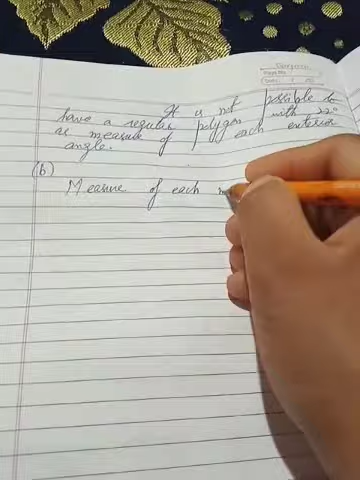 It is not possible to
have a regular polygon with 22°
as measure of each exterior
angle.
(b)
Measure of each